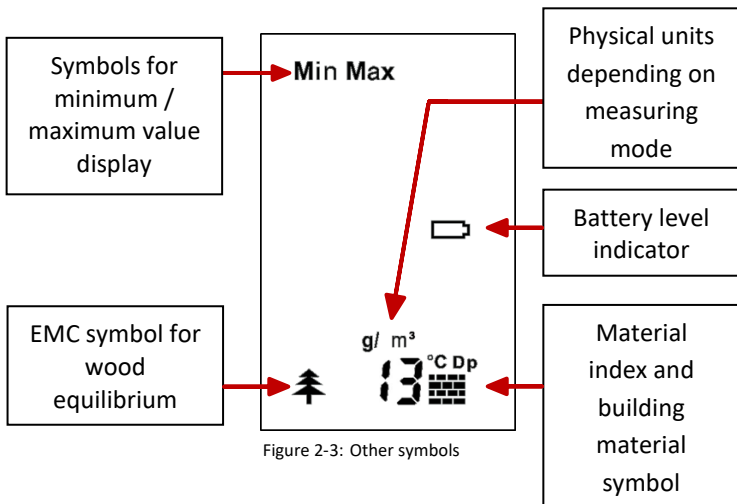 Symbols for
minimum /
maximum value
display
Min Max
Physical units
depending on
measuring
mode
Battery level
indicator
EMC symbol for
wood
equilibrium
g/ m³
°C Dp
13
Material
index and
building
material
symbol
Figure 2-3: Other symbols